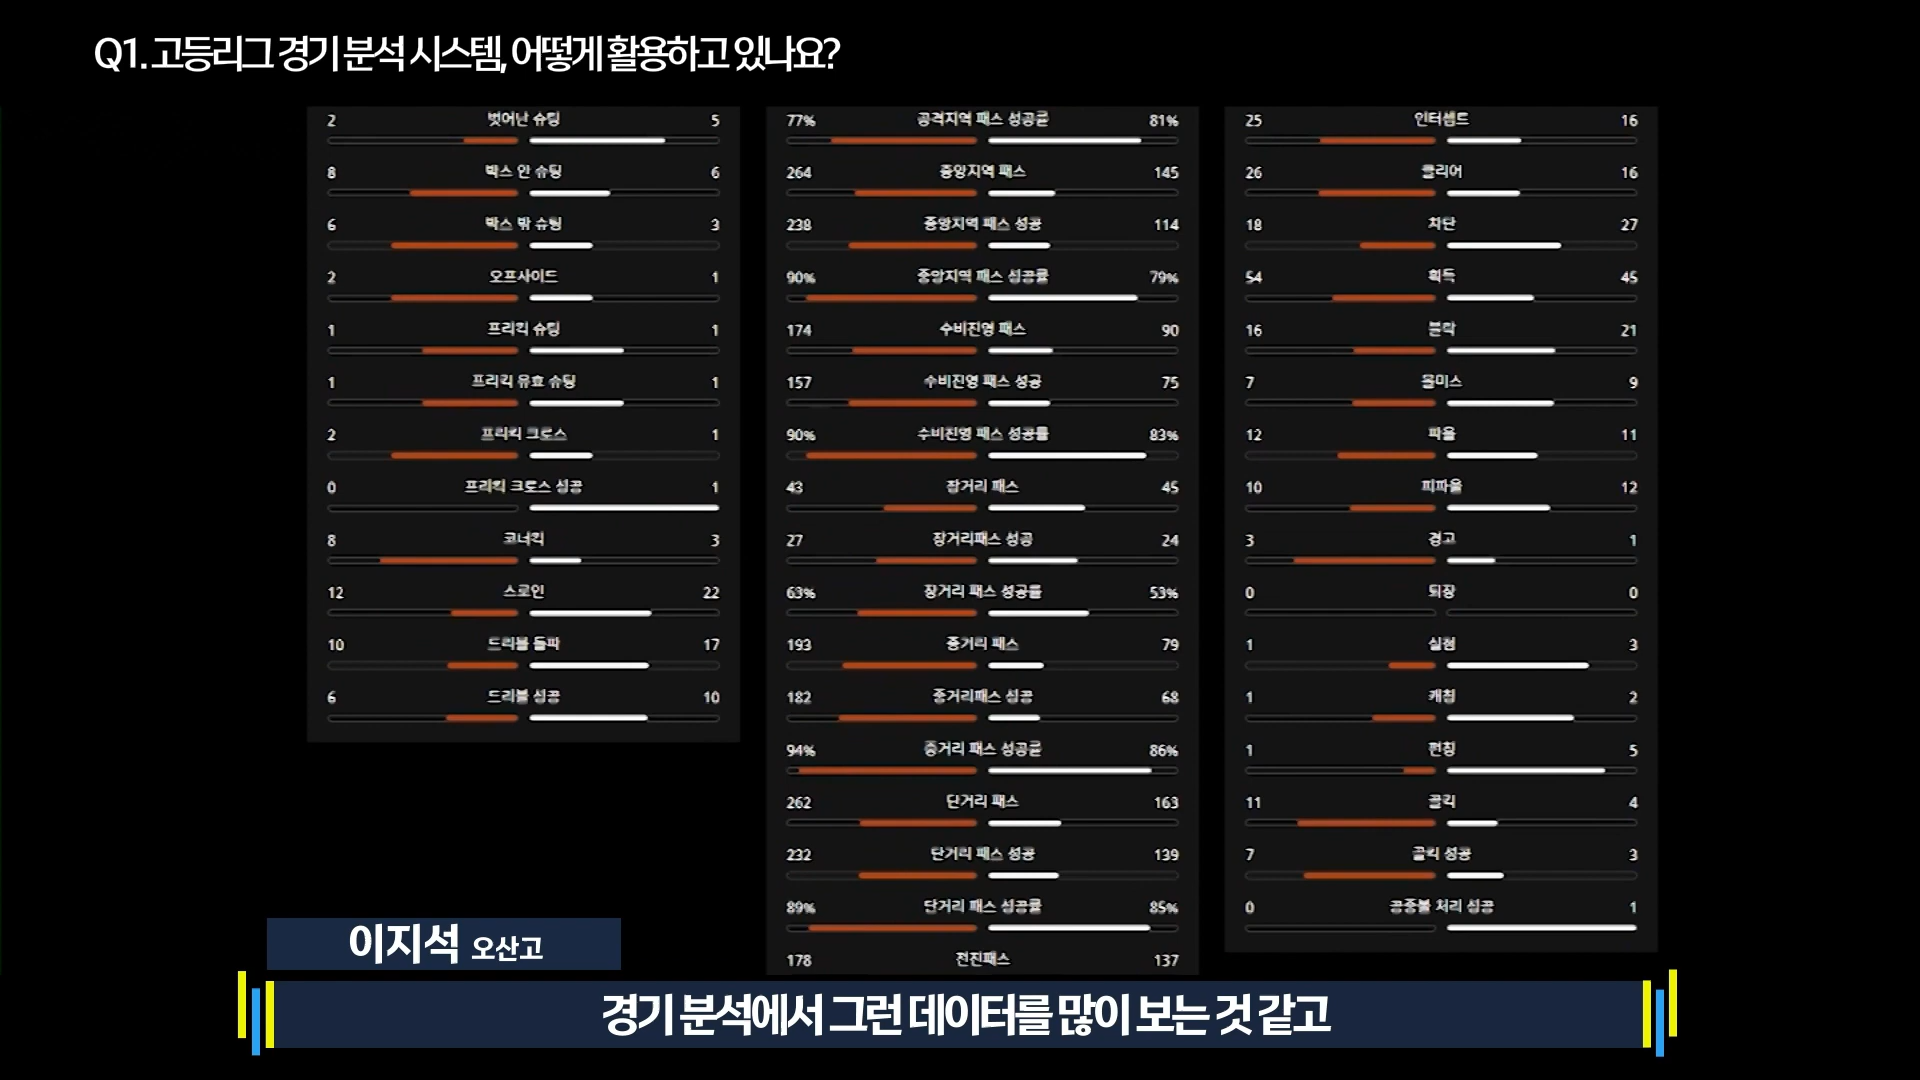 Q1. 고등리그 경기 분석 시스템, 어떻게 활용하고 있나요?
2 벗어난 슈팅 5
8 박스 안 슈팅 6
6 박스 밖 슈팅 3
2 오프사이드 1
1 프리킥 슈팅 1
1 프리킥 유효 슈팅 1
2 프리킥 크로스 1
0 프리킥 크로스 성공 1
8 코너킥 3
12 스로인 22
10 드리블 돌파 17
6 드리블 성공 10
77% 공격지역 패스 성공률 81%
264 중앙지역 패스 145
238 중앙지역 패스 성공 114
90% 중앙지역 패스 성공률 79%
174 수비진영 패스 90
157 수비진영 패스 성공 75
90% 수비진영 패스 성공률 83%
43 장거리 패스 45
27 장거리패스 성공 24
63% 장거리 패스 성공률 53%
193 중거리 패스 79
182 중거리패스 성공 68
94% 중거리 패스 성공률 86%
262 단거리 패스 163
232 단거리 패스 성공 139
89% 단거리 패스 성공률 85%
178 전진패스 137
25 인터셉트 16
26 클리어 16
18 차단 27
54 획득 45
16 블락 21
7 볼미스 9
12 파울 11
10 피파울 12
3 경고 1
0 퇴장 0
1 실점 3
1 캐칭 2
1 펀칭 5
11 골킥 4
7 골킥 성공 3
0 공중볼 처리 성공 1
이지석 오산고
경기 분석에서 그런 데이터를 많이 보는 것 같고